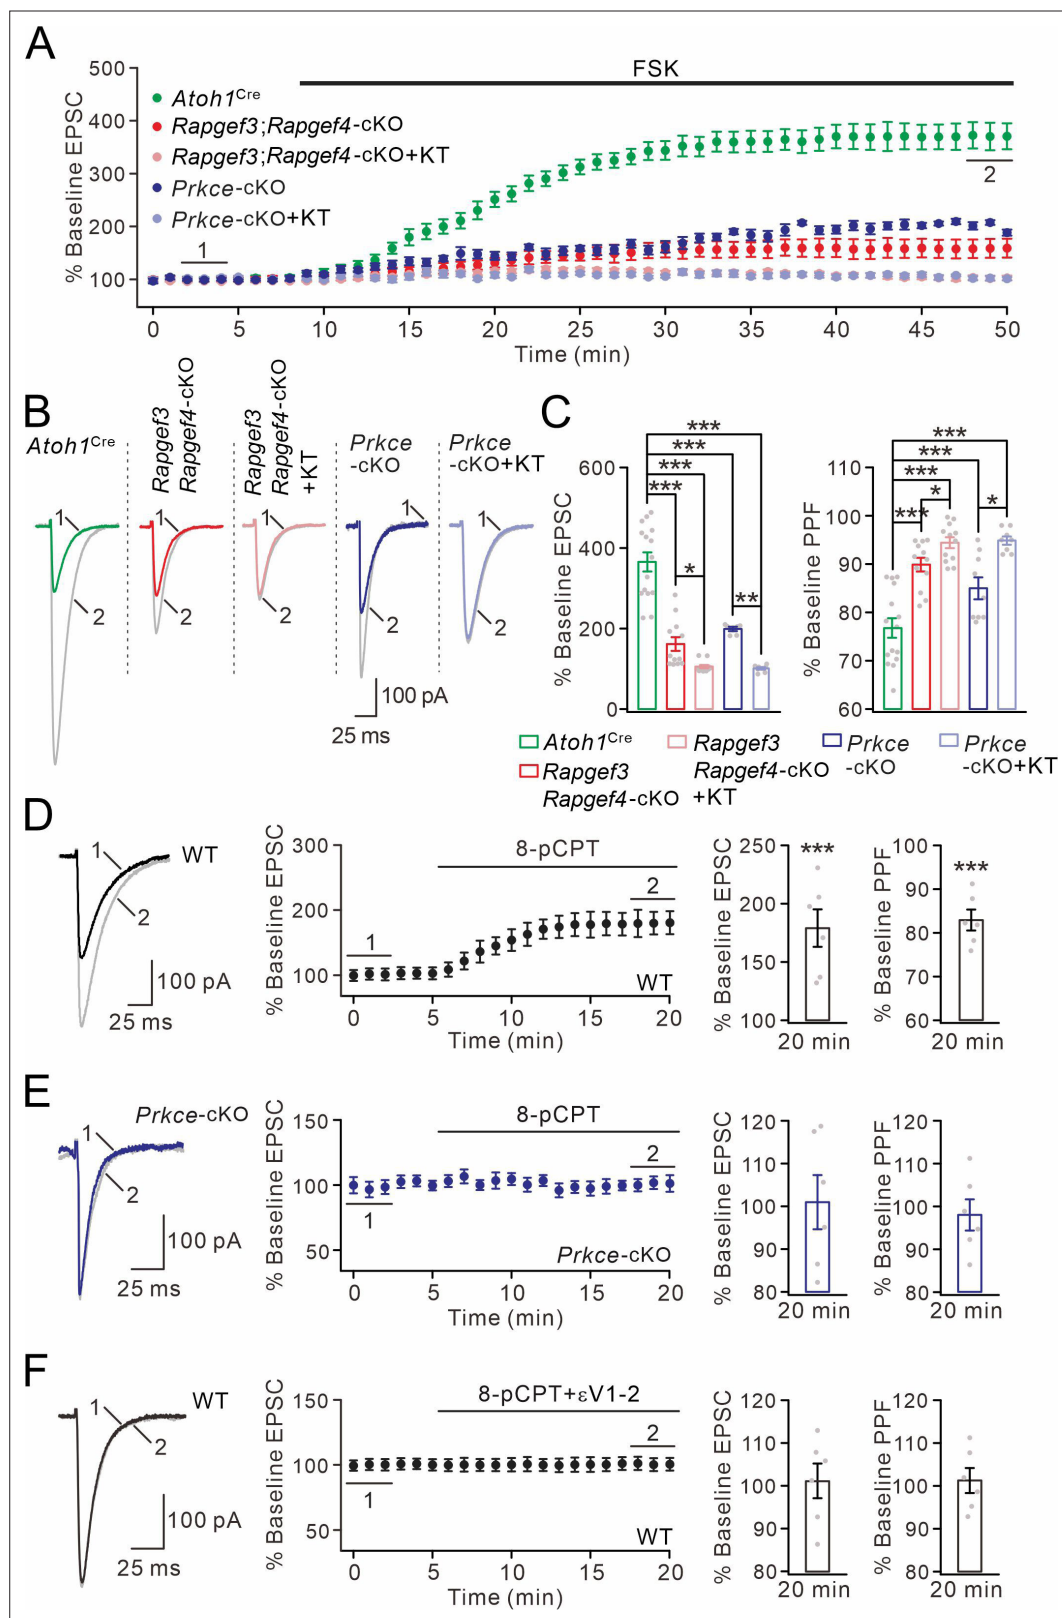 A
FSK
% Baseline EPSC
500
400
300
200
100
Atoh1Cre
Rapgef3;Rapgef4-cKO
Rapgef3;Rapgef4-cKO+KT
Prkce-cKO
Prkce-cKO+KT
1
2
0 5 10 15 20 25 30 35 40 45 50
Time (min)
B
Atoh1Cre
Rapgef3
Rapgef4-cKO
Rapgef3
Rapgef4-cKO
+KT
Prkce
-cKO
Prkce
-cKO+KT
1
2
1
2
1
2
1
2
1
2
100 pA
25 ms
C
% Baseline EPSC
600
400
200
0
***
***
***
***
*
**
% Baseline PPF
110
100
90
80
70
60
***
***
***
***
*
*
Atoh1Cre
Rapgef3
Rapgef4-cKO
Rapgef3
Rapgef4-cKO
+KT
Prkce
-cKO
Prkce
-cKO+KT
D
1
WT
2
100 pA
25 ms
% Baseline EPSC
300
200
100
8-pCPT
1
2
WT
0 5 10 15 20
Time (min)
% Baseline EPSC
250
200
150
100
***
20 min
% Baseline PPF
100
90
80
70
60
***
20 min
E
Prkce-cKO
1
2
100 pA
25 ms
% Baseline EPSC
150
100
50
8-pCPT
1
2
Prkce-cKO
0 5 10 15 20
Time (min)
% Baseline EPSC
120
110
100
90
80
20 min
% Baseline PPF
120
110
100
90
80
20 min
F
1
WT
2
100 pA
25 ms
% Baseline EPSC
150
100
50
8-pCPT+εV1-2
1
2
WT
0 5 10 15 20
Time (min)
% Baseline EPSC
120
110
100
90
80
20 min
% Baseline PPF
120
110
100
90
80
20 min